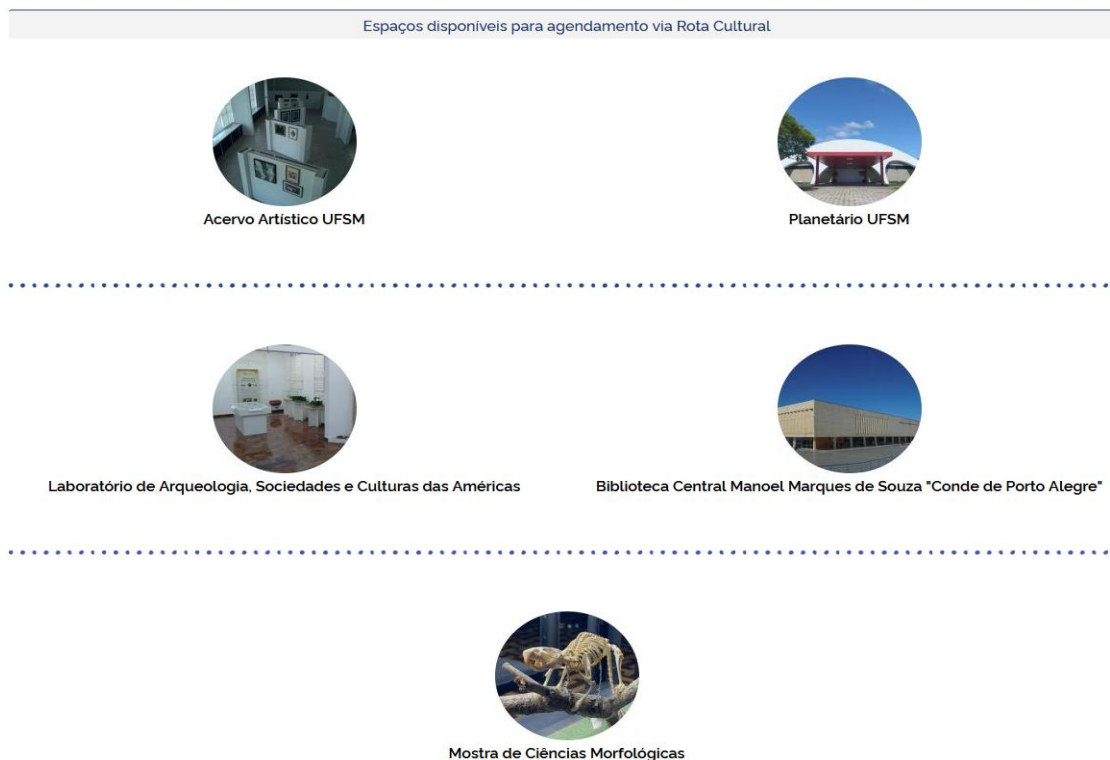 Espaços disponíveis para agendamento via Rota Cultural
Acervo Artístico UFSM
Planetário UFSM
Laboratório de Arqueologia, Sociedades e Culturas das Américas
Biblioteca Central Manoel Marques de Souza "Conde de Porto Alegre"
Mostra de Ciências Morfológicas